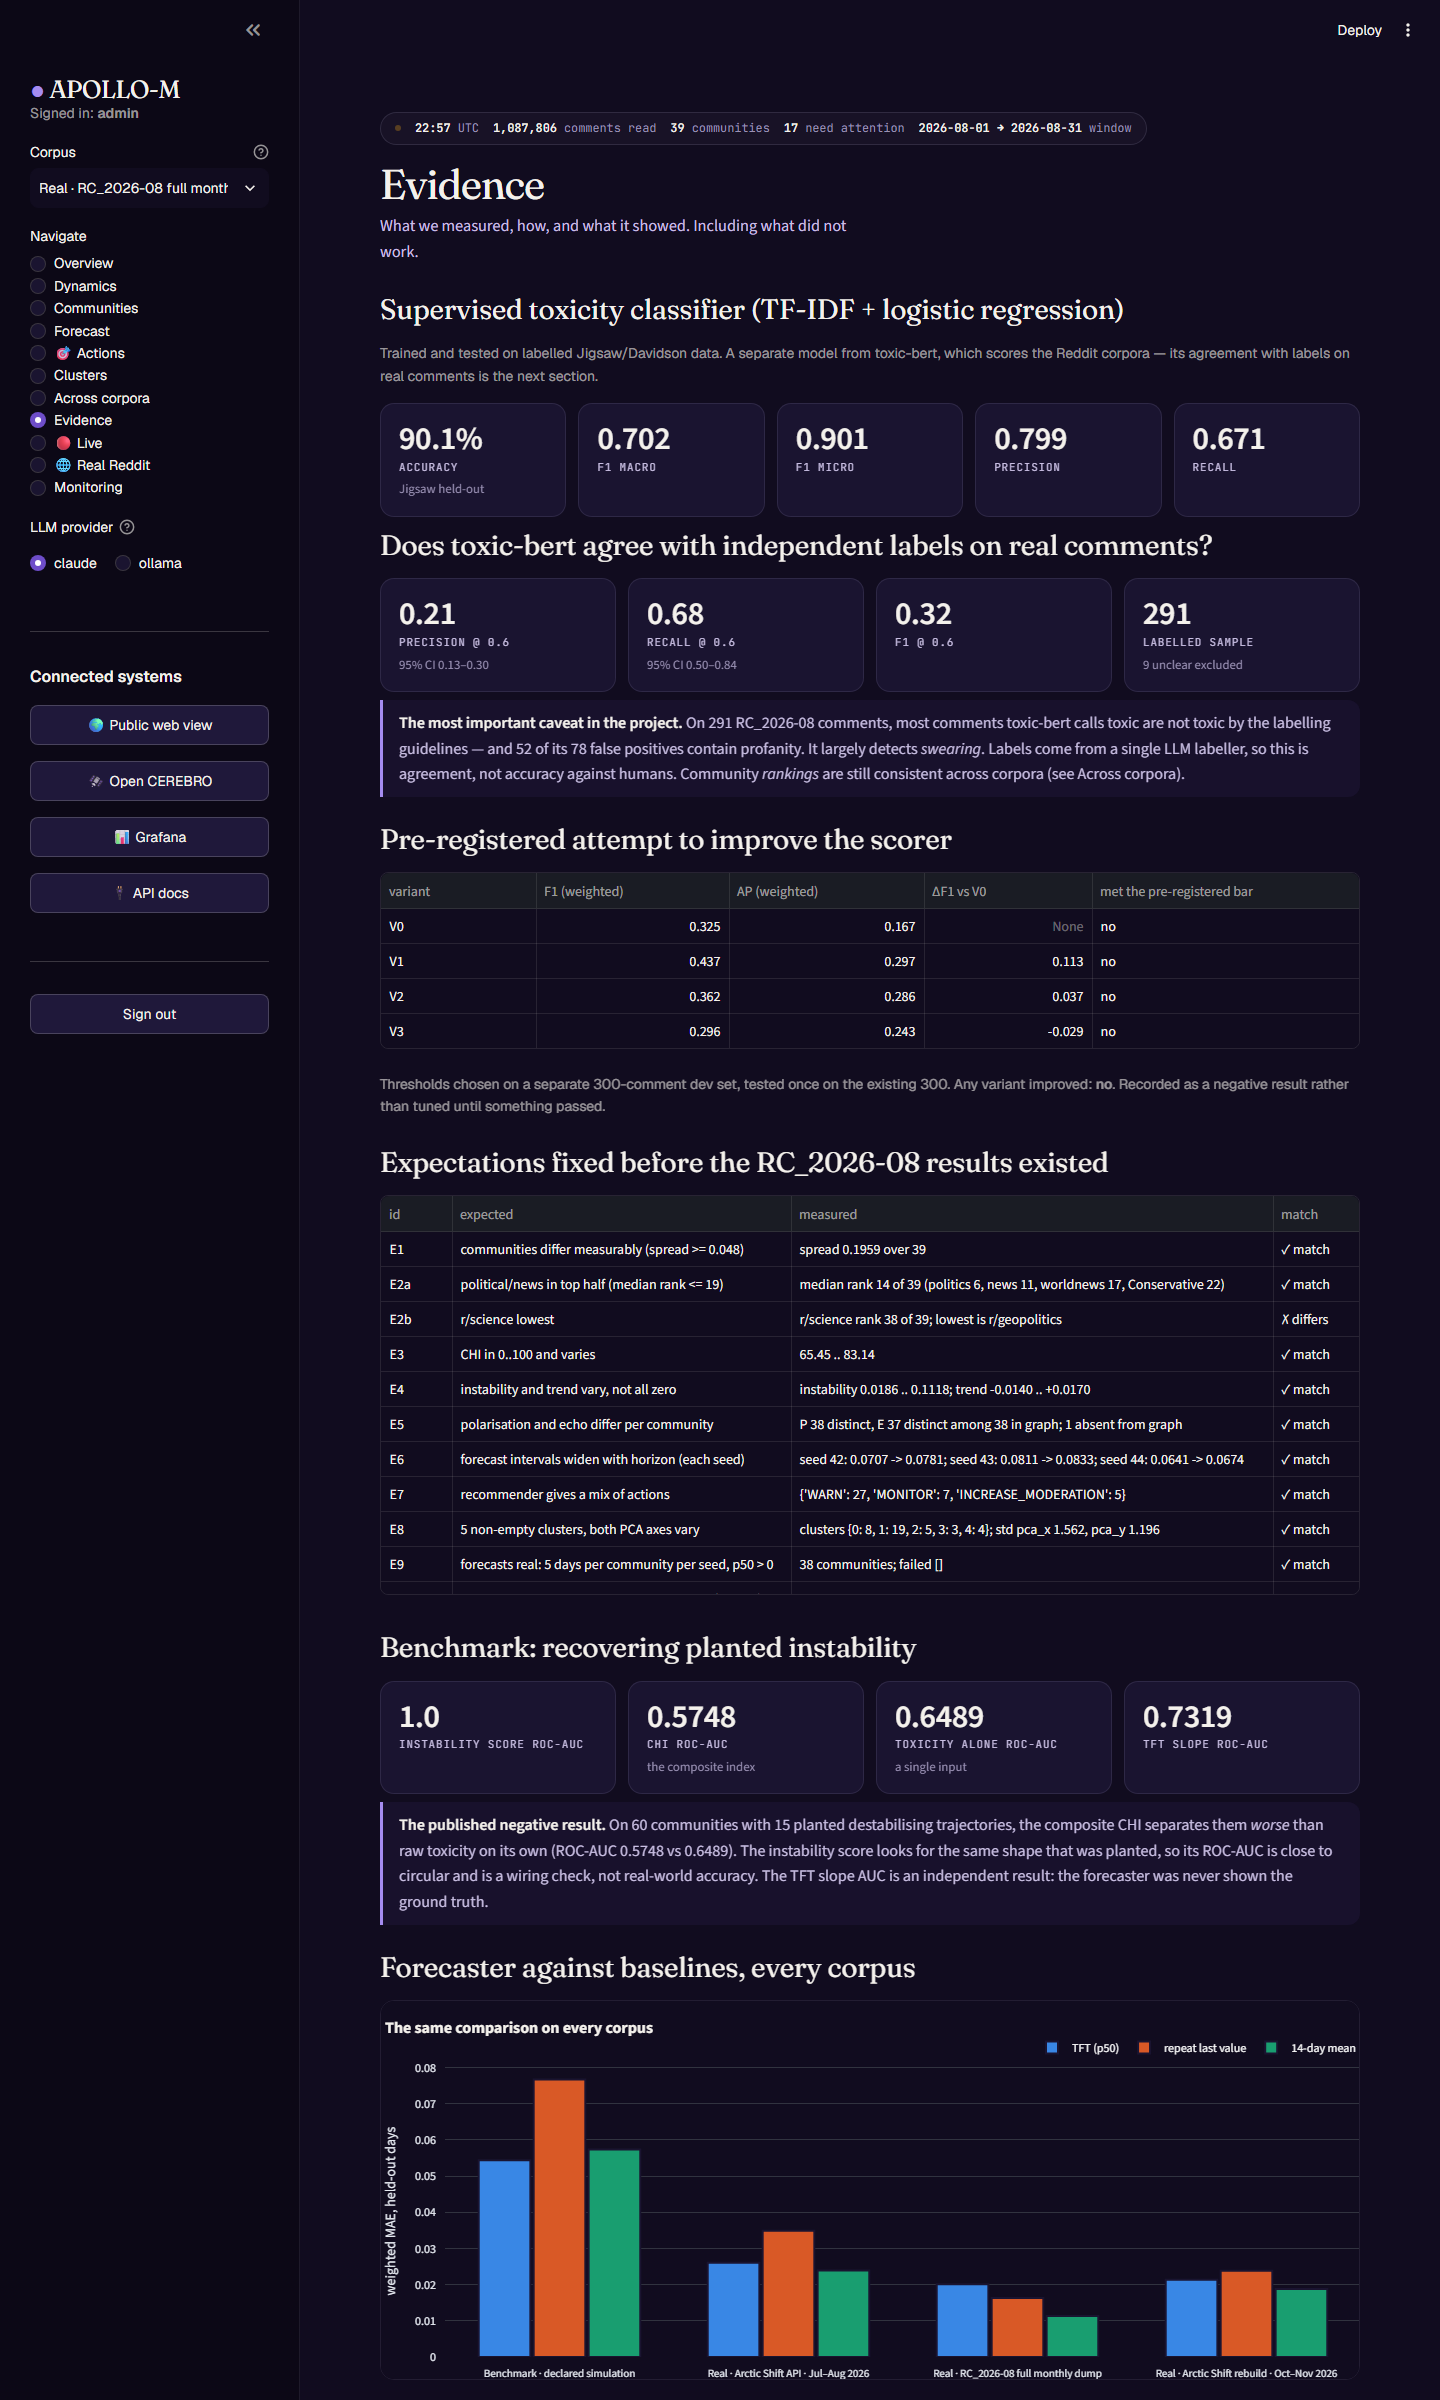 Deploy
APOLLO-M
Signed in: admin
Corpus
Real · RC_2026-08 full month
Navigate
Overview
Dynamics
Communities
Forecast
🎯 Actions
Clusters
Across corpora
Evidence
🔴 Live
🌐 Real Reddit
Monitoring
LLM provider
claude ollama
Connected systems
🌍 Public web view
Open CEREBRO
📊 Grafana
API docs
Sign out
22:57 UTC 1,087,806 comments read 39 communities 17 need attention 2026-08-01 → 2026-08-31 window
Evidence
What we measured, how, and what it showed. Including what did not
work.
Supervised toxicity classifier (TF-IDF + logistic regression)
Trained and tested on labelled Jigsaw/Davidson data. A separate model from toxic-bert, which scores the Reddit corpora — its agreement with labels on
real comments is the next section.
90.1% 0.702 0.901 0.799 0.671
ACCURACY F1 MACRO F1 MICRO PRECISION RECALL
Jigsaw held-out
Does toxic-bert agree with independent labels on real comments?
0.21 0.68 0.32 291
PRECISION @ 0.6 RECALL @ 0.6 F1 @ 0.6 LABELLED SAMPLE
95% CI 0.13–0.30 95% CI 0.50–0.84 9 unclear excluded
The most important caveat in the project. On 291 RC_2026-08 comments, most comments toxic-bert calls toxic are not toxic by the labelling
guidelines — and 52 of its 78 false positives contain profanity. It largely detects swearing. Labels come from a single LLM labeller, so this is
agreement, not accuracy against humans. Community rankings are still consistent across corpora (see Across corpora).
Pre-registered attempt to improve the scorer
variant F1 (weighted) AP (weighted) ΔF1 vs V0 met the pre-registered bar
V0 0.325 0.167 None no
V1 0.437 0.297 0.113 no
V2 0.362 0.286 0.037 no
V3 0.296 0.243 -0.029 no
Thresholds chosen on a separate 300-comment dev set, tested once on the existing 300. Any variant improved: no. Recorded as a negative result rather
than tuned until something passed.
Expectations fixed before the RC_2026-08 results existed
id expected measured match
E1 communities differ measurably (spread >= 0.048) spread 0.1959 over 39 ✓ match
E2a political/news in top half (median rank <= 19) median rank 14 of 39 (politics 6, news 11, worldnews 17, Conservative 22) ✓ match
E2b r/science lowest r/science rank 38 of 39; lowest is r/geopolitics ✗ differs
E3 CHI in 0..100 and varies 65.45 .. 83.14 ✓ match
E4 instability and trend vary, not all zero instability 0.0186 .. 0.1118; trend -0.0140 .. +0.0170 ✓ match
E5 polarisation and echo differ per community P 38 distinct, E 37 distinct among 38 in graph; 1 absent from graph ✓ match
E6 forecast intervals widen with horizon (each seed) seed 42: 0.0707 -> 0.0781; seed 43: 0.0811 -> 0.0833; seed 44: 0.0641 -> 0.0674 ✓ match
E7 recommender gives a mix of actions {'WARN': 27, 'MONITOR': 7, 'INCREASE_MODERATION': 5} ✓ match
E8 5 non-empty clusters, both PCA axes vary clusters {0: 8, 1: 19, 2: 5, 3: 3, 4: 4}; std pca_x 1.562, pca_y 1.196 ✓ match
E9 forecasts real: 5 days per community per seed, p50 > 0 38 communities; failed [] ✓ match
Benchmark: recovering planted instability
1.0 0.5748 0.6489 0.7319
INSTABILITY SCORE ROC-AUC CHI ROC-AUC TOXICITY ALONE ROC-AUC TFT SLOPE ROC-AUC
the composite index a single input
The published negative result. On 60 communities with 15 planted destabilising trajectories, the composite CHI separates them worse than
raw toxicity on its own (ROC-AUC 0.5748 vs 0.6489). The instability score looks for the same shape that was planted, so its ROC-AUC is close to
circular and is a wiring check, not real-world accuracy. The TFT slope AUC is an independent result: the forecaster was never shown the
ground truth.
Forecaster against baselines, every corpus
The same comparison on every corpus
TFT (p50) repeat last value 14-day mean
weighted MAE, held-out days
0.08
0.07
0.06
0.05
0.04
0.03
0.02
0.01
0
Benchmark · declared simulation Real · Arctic Shift API · Jul–Aug 2026 Real · RC_2026-08 full monthly dump Real · Arctic Shift rebuild · Oct–Nov 2026